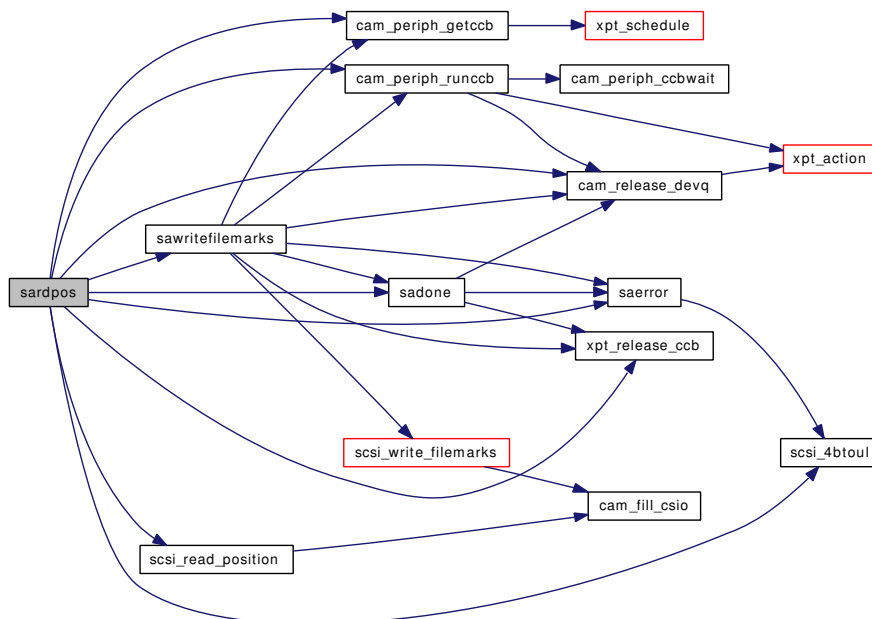 cam_periph_getccb
xpt_schedule
cam_periph_runccb
cam_periph_ccbwait
xpt_action
cam_release_devq
sawritefilemarks
sardpos
sadone
saerror
xpt_release_ccb
scsi_write_filemarks
scsi_4btoul
cam_fill_csio
scsi_read_position